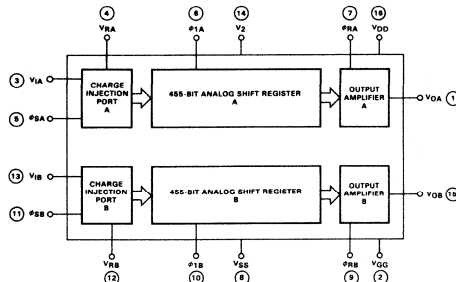 4 6 14 7 16
VRA ϕ1A V2 ϕRA VDD
3 VIA
CHARGE INJECTION PORT A
455-BIT ANALOG SHIFT REGISTER A
OUTPUT AMPLIFIER A
VOA 1
5 ϕSA
13 VIB
CHARGE INJECTION PORT B
455-BIT ANALOG SHIFT REGISTER B
OUTPUT AMPLIFIER B
VOB 15
11 ϕSB
VRB ϕ1B VSS ϕRB VGG
12 10 8 9 2